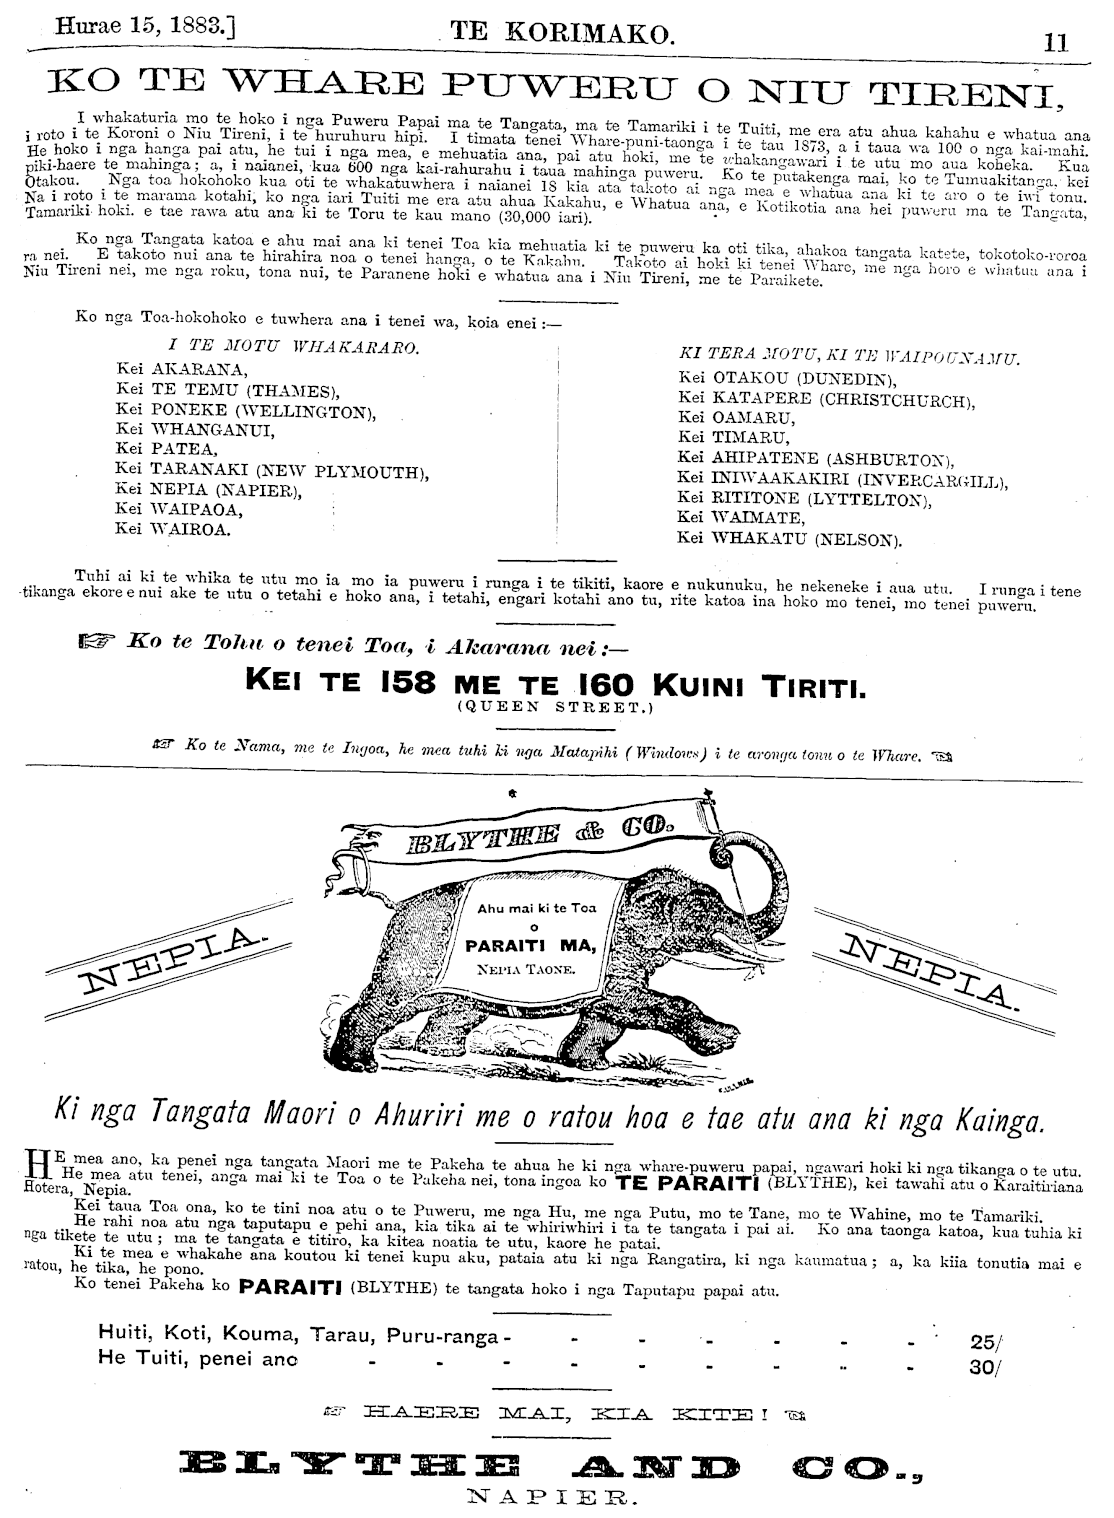 Hurae 15, 1883.]
TE KORIMAKO.
11
KO TE WHARE PUWERU O NIU TIRENI,
I whakaturia mo te hoko i nga Puweru Papai ma te Tangata, ma te Tamariki i te Tuiti, me era atu ahua kahahu e whatua ana
i roto i te Koroni o Niu Tireni, i te huruhuru hipi. I timata tenei Whare-puni-taonga i te tau 1873, a i taua wa 100 o nga kai-mahi.
He hoko i nga hanga pai atu, he tui i nga mea, e mehuatia ana, pai atu hoki, me te whakangawari i te utu mo aua koheka. Kua
piki-haere te mahinga; a, i naianei, kua 600 nga kai-rahurahu i taua mahinga puweru. Ko te putakenga mai, ko te Tumuakitanga, kei
Otakou. Nga toa hokohoko kua oti te whakatuwhera i naianei 18 kia ata takoto ai nga mea e whatua ana ki te aro o te iwi tonu.
Na i roto i te marama kotahi, ko nga iari Tuiti me era atu ahua Kakahu, e Whatua ana, e Kotikotia ana hei puweru ma te Tangata,
Tamariki hoki. e tae rawa atu ana ki te Toru te kau mano (30,000 iari).
Ko nga Tangata katoa e ahu mai ana ki tenei Toa kia mehuatia ki te puweru ka oti tika, ahakoa tangata katete, tokotoko-roroa
ra nei. E takoto nui ana te hirahira noa o tenei hanga, o te Kakahu. Takoto ai hoki ki tenei Whare, me nga horo e whatua ana i
Niu Tireni nei, me nga roku, tona nui, te Paranene hoki e whatua ana i Niu Tireni, me te Paraikete.
Ko nga Toa-hokohoko e tuwhera ana i tenei wa, koia enei :—
I TE MOTU WHAKARARO.
Kei AKARANA,
Kei TE TEMU (THAMES),
Kei PONEKE (WELLINGTON),
Kei WHANGANUI,
Kei PATEA,
Kei TARANAKI (NEW PLYMOUTH),
Kei NEPIA (NAPIER),
Kei WAIPAOA,
Kei WAIROA.
KI TERA MOTU, KI TE WAIPOUNAMU.
Kei OTAKOU (DUNEDIN),
Kei KATAPERE (CHRISTCHURCH),
Kei OAMARU,
Kei TIMARU,
Kei AHIPATENE (ASHBURTON),
Kei INIWAAKAKIRI (INVERCARGILL),
Kei RITITONE (LYTTELTON),
Kei WAIMATE,
Kei WHAKATU (NELSON).
Tuhi ai ki te whika te utu mo ia mo ia puweru i runga i te tikiti, kaore e nukunuku, he nekeneke i aua utu. I runga i tene
tikanga ekore e nui ake te utu o tetahi e hoko ana, i tetahi, engari kotahi ano tu, rite katoa ina hoko mo tenei, mo tenei puweru.
☞ Ko te Tohu o tenei Toa, i Akarana nei :—
KEI TE 158 ME TE 160 KUINI TIRITI.
(QUEEN STREET.)
☞ Ko te Nama, me te Ingoa, he mea tuhi ki nga Matapihi (Windows) i te aronga tonu o te Whare. ☜
BLYTHE & CO.
Ahu mai ki te Toa
o
PARAITI MA,
NEPIA TAONE.
NEPIA.
NEPIA.
Ki nga Tangata Maori o Ahuriri me o ratou hoa e tae atu ana ki nga Kainga.
HE mea ano, ka penei nga tangata Maori me te Pakeha te ahua he ki nga whare-puweru papai, ngawari hoki ki nga tikanga o te utu.
He mea atu tenei, anga mai ki te Toa o te Pakeha nei, tona ingoa ko TE PARAITI (BLYTHE), kei tawahi atu o Karaitiriana
Hotera, Nepia.
Kei taua Toa ona, ko te tini noa atu o te Puweru, me nga Hu, me nga Putu, mo te Tane, mo te Wahine, mo te Tamariki.
He rahi noa atu nga taputapu e pehi ana, kia tika ai te whiriwhiri i ta te tangata i pai ai. Ko ana taonga katoa, kua tuhia ki
nga tikete te utu; ma te tangata e titiro, ka kitea noatia te utu, kaore he patai.
Ki te mea e whakahe ana koutou ki tenei kupu aku, pataia atu ki nga Rangatira, ki nga kaumatua; a, ka kiia tonutia mai e
ratou, he tika, he pono.
Ko tenei Pakeha ko PARAITI (BLYTHE) te tangata hoko i nga Taputapu papai atu.
Huiti, Koti, Kouma, Tarau, Puru-ranga - - - - - - - 25/
He Tuiti, penei ano - - - - - - - - - 30/
☞ HAERE MAI, KIA KITE! ☜
BLYTHE AND CO.,
NAPIER.